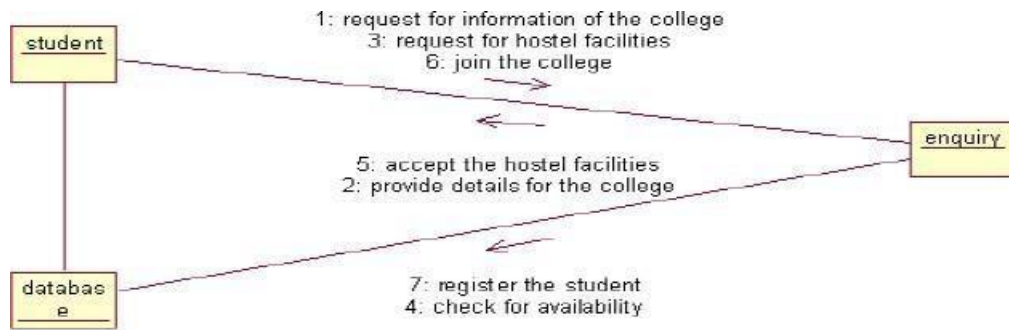 1: request for information of the college
3: request for hostel facilities
6: join the college
student
enquiry
5: accept the hostel facilities
2: provide details for the college
databas
e
7: register the student
4: check for availability